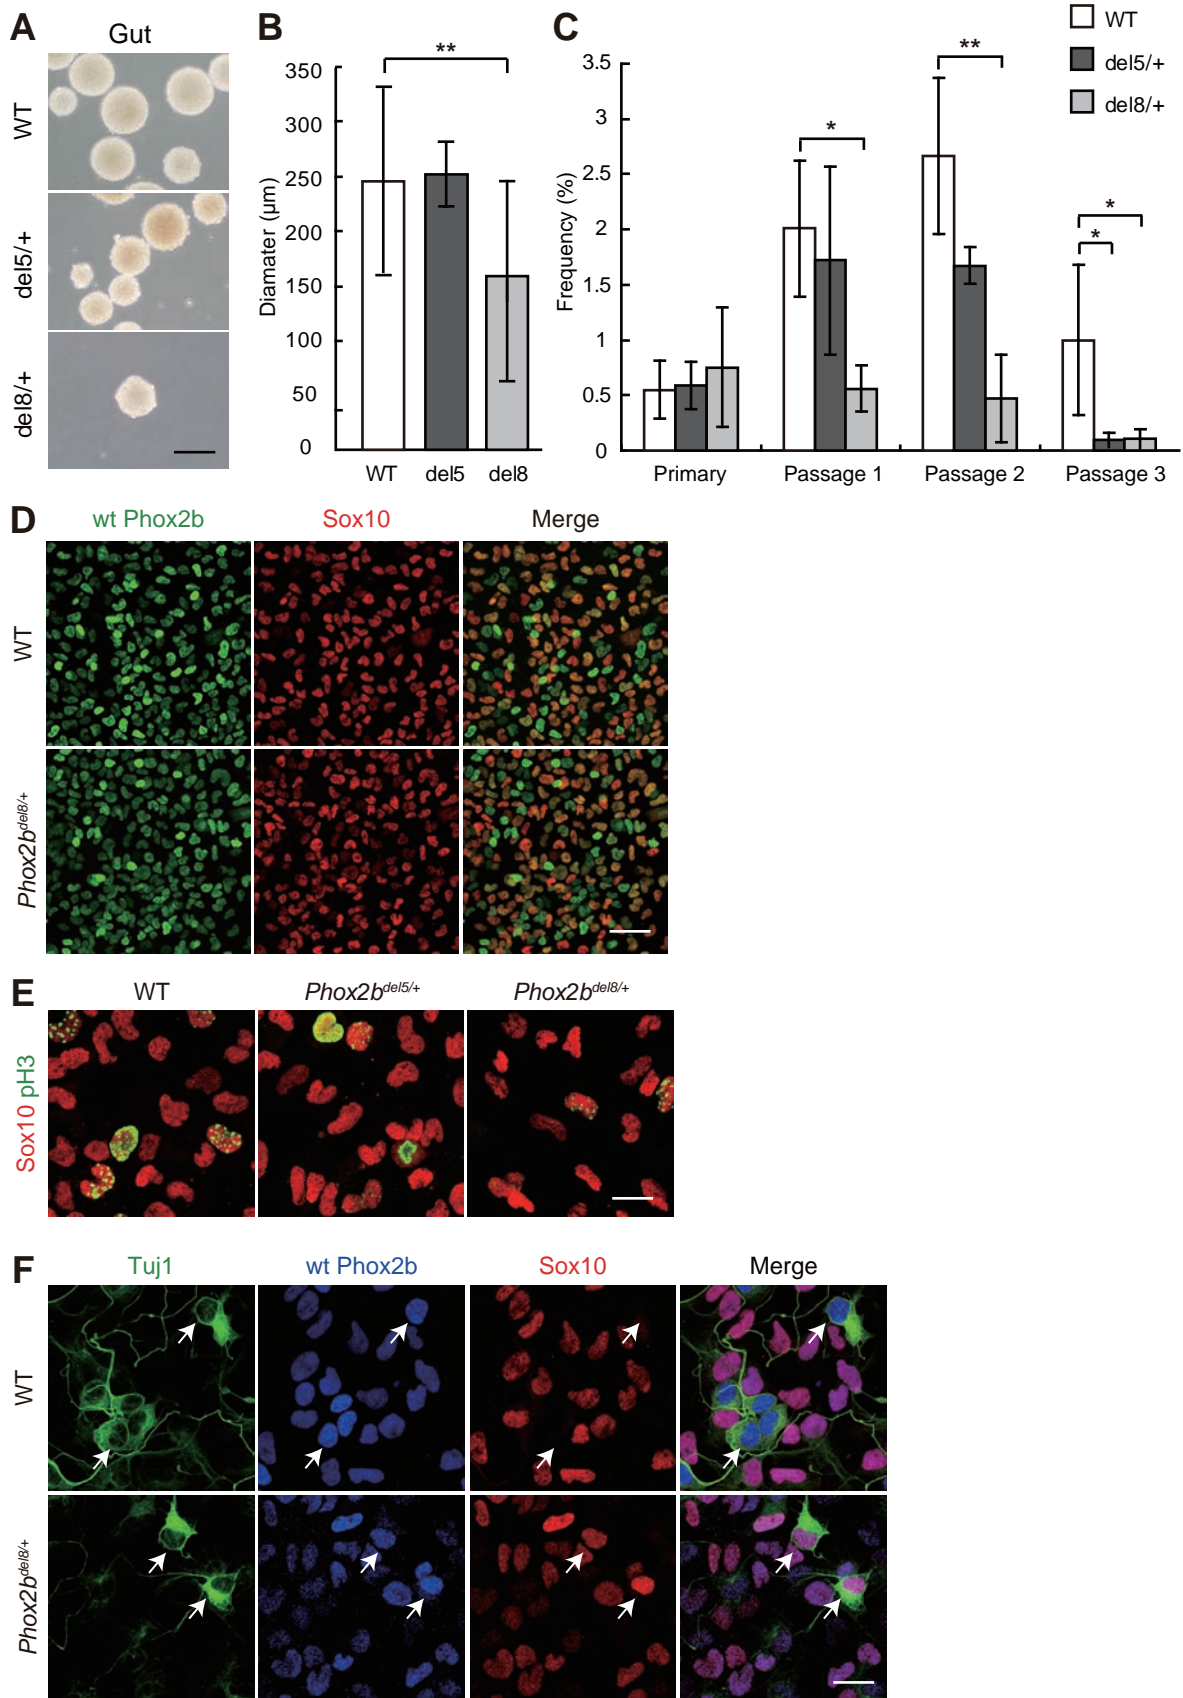 A
Gut
WT
del5/+
del8/+
B
**
350
300
250
200
150
100
50
0
Diamater (μm)
WT del5 del8
C
WT
del5/+
del8/+
3.5
3
2.5
2
1.5
1
0.5
0
Frequency (%)
*
**
*
*
Primary Passage 1 Passage 2 Passage 3
D
wt Phox2b Sox10 Merge
WT
Phox2bdel8/+
E
WT Phox2bdel5/+ Phox2bdel8/+
Sox10 pH3
F
Tuj1 wt Phox2b Sox10 Merge
WT
Phox2bdel8/+